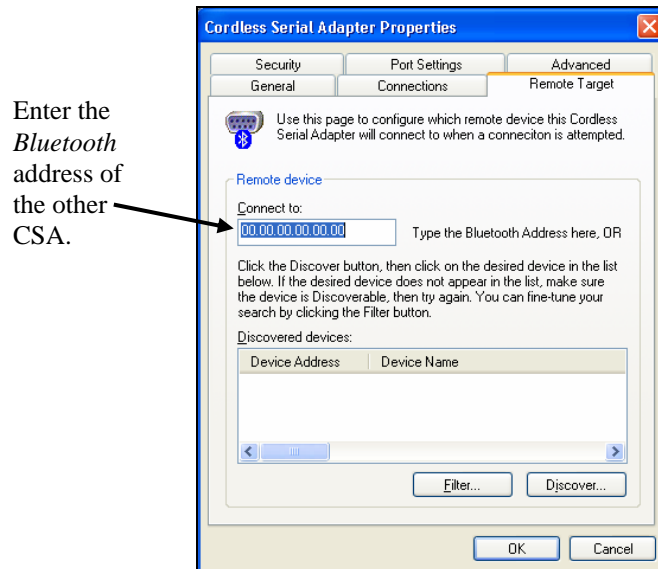 Cordless Serial Adapter Properties
Security Port Settings Advanced
General Connections Remote Target
Use this page to configure which remote device this Cordless
Serial Adapter will connect to when a conneciton is attempted.
Enter the
Bluetooth
address of
the other
CSA.
Remote device
Connect to:
00.00.00.00.00.00 Type the Bluetooth Address here, OR
Click the Discover button, then click on the desired device in the list
below. If the desired device does not appear in the list, make sure
the device is Discoverable, then try again. You can fine-tune your
search by clicking the Filter button.
Discovered devices:
Device Address Device Name
Filter... Discover...
OK Cancel